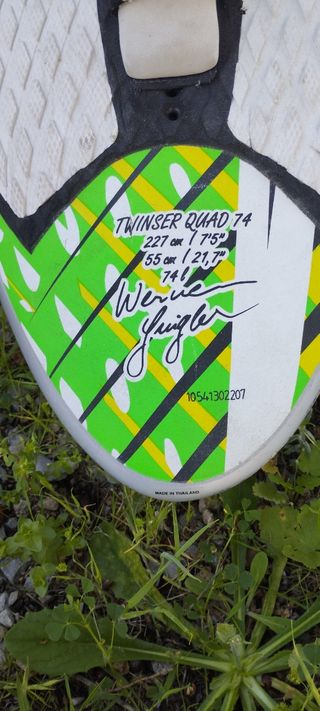 TWINSER QUAD 74
227 cm / 7'5"
55 cm / 21,7"
74 l
Werner
Gnigler
10541302207
MADE IN THAILAND